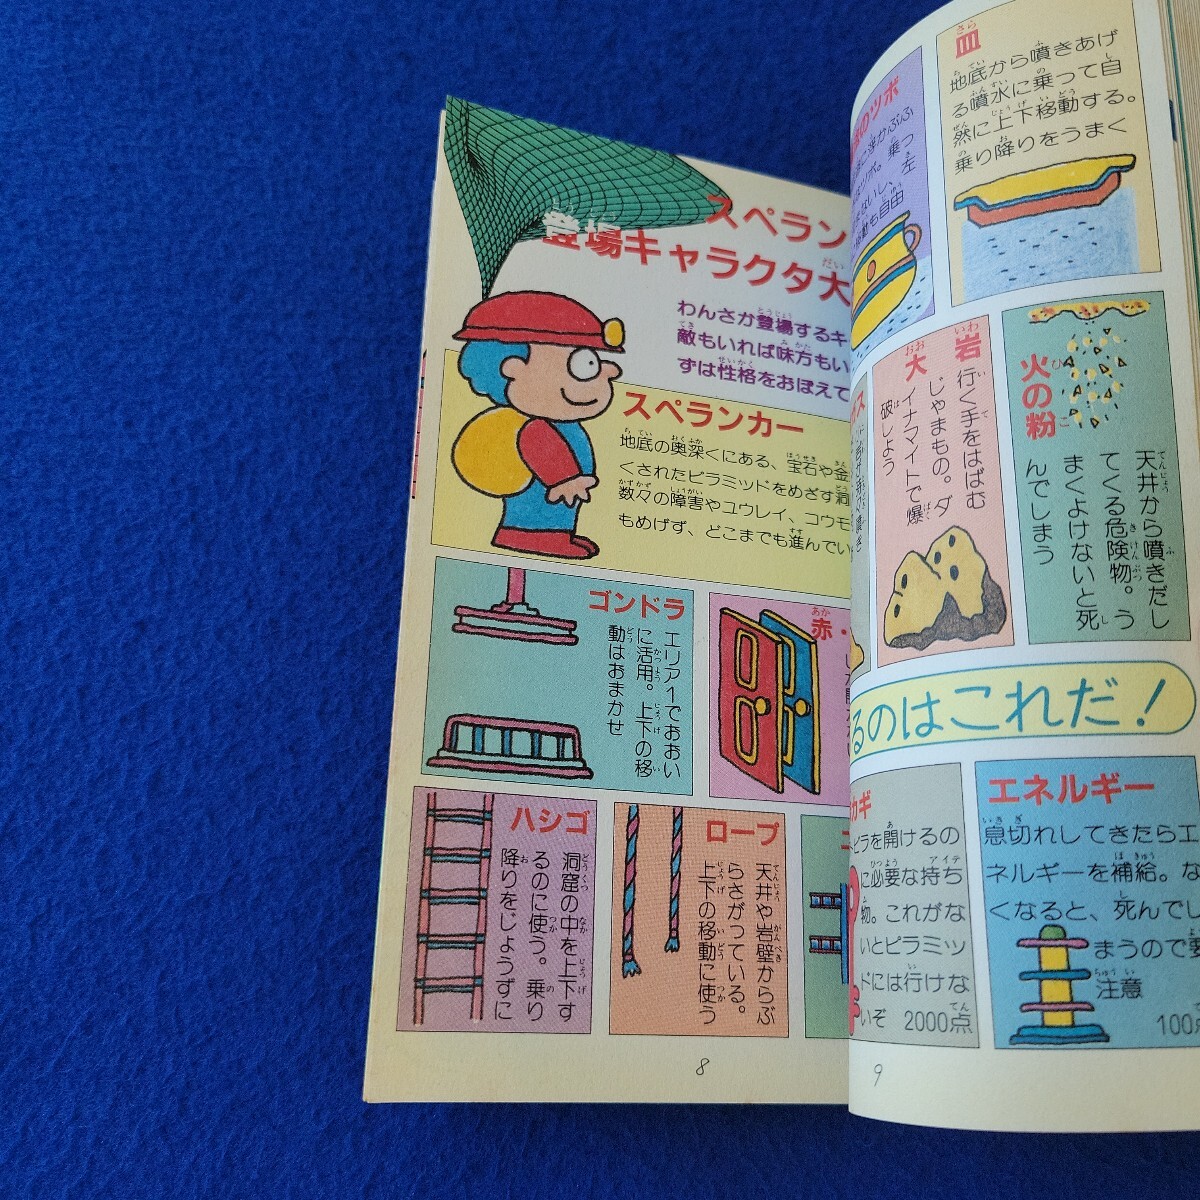 スペラン
登場キャラクタ大
わんさか登場するキ
敵もいれば味方もい
ずは性格をおぼえて
スペランカー
地底の奥深くにある、宝石や金
くされたピラミッドをめざす洞
数々の障害やユウレイ、コウモ
もめげず、どこまでも進んでい
ゴンドラ
エリア1でおおい
に活用。上下の移
動はおまかせ
赤・
ハシゴ
洞窟の中を上下す
るのに使う。乗り
降りをじょうずに
ロープ
天井や岩壁からぶ
らさがっている。
上下の移動に使う
8
のツボ
皿
地底から噴きあげ
る噴水に乗って自
然に上下移動する。
乗り降りをうまく
大岩
行く手をはばむ
じゃまもの。ダ
イナマイトで爆
破しよう
火の粉
天井から噴きだし
てくる危険物。う
まくよけないと死
んでしまう
るのはこれだ！
カギ
ビラを開けるの
に必要な持ち
物。これがな
いとピラミッ
ドには行けな
いぞ 2000点
エネルギー
息切れしてきたらエ
ネルギーを補給。な
くなると、死んでし
まうので要
注意
100点
9